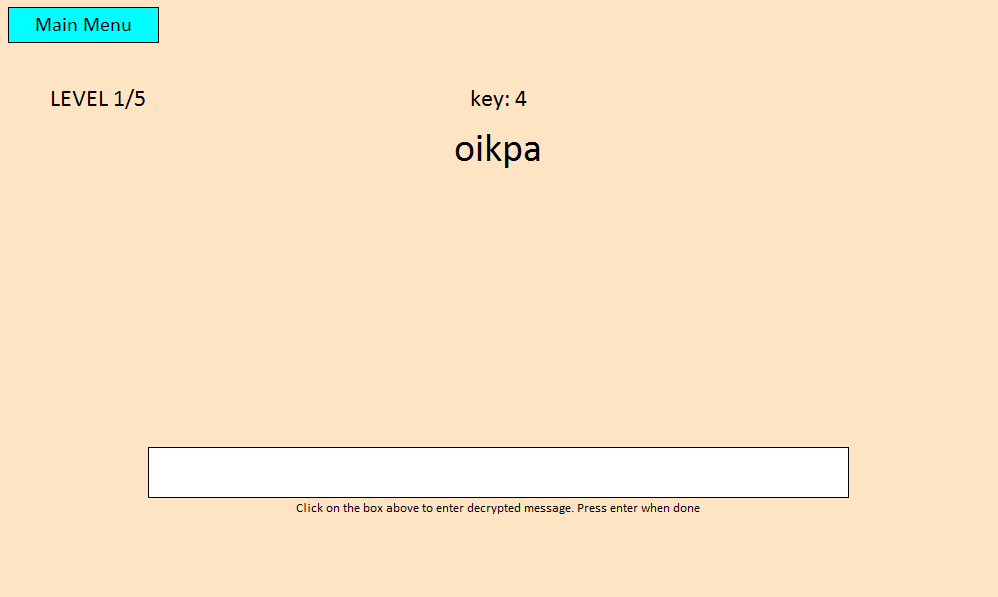 Main Menu
LEVEL 1/5
key: 4
oikpa
Click on the box above to enter decrypted message. Press enter when done